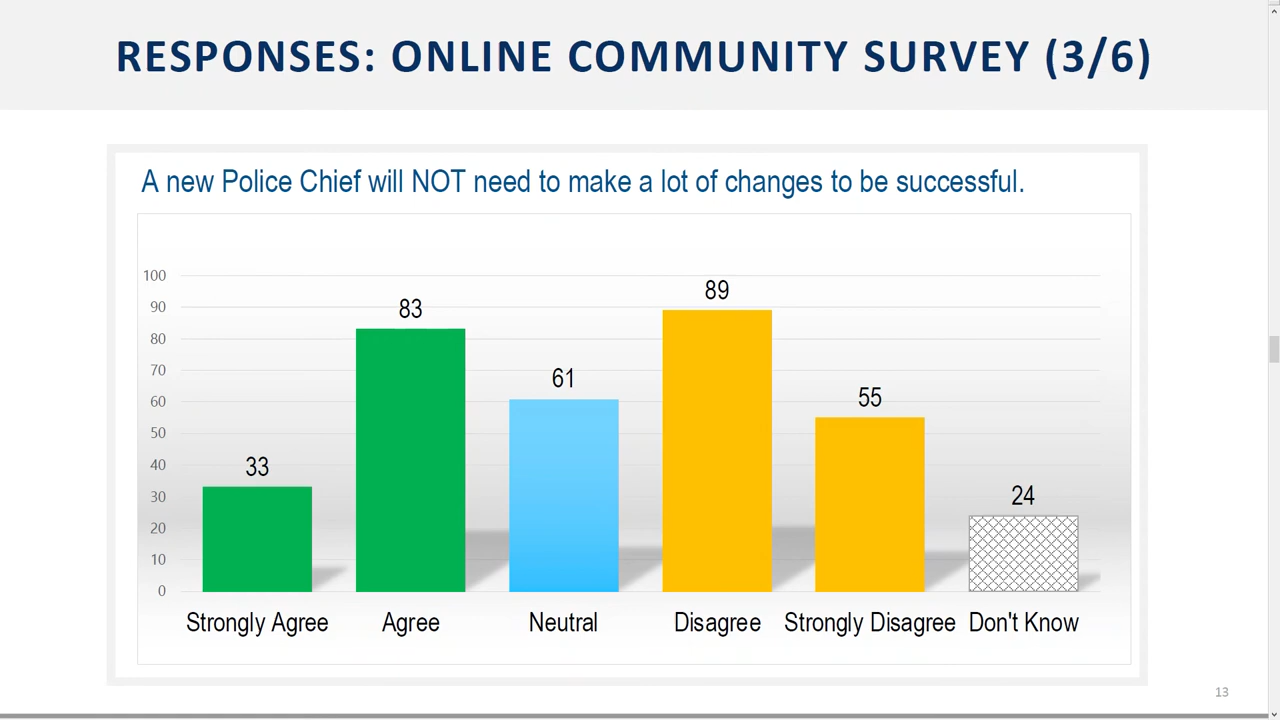 RESPONSES: ONLINE COMMUNITY SURVEY (3/6)
A new Police Chief will NOT need to make a lot of changes to be successful.
100
90
80
70
60
50
40
30
20
10
0
33
83
61
89
55
24
Strongly Agree
Agree
Neutral
Disagree
Strongly Disagree
Don't Know
13